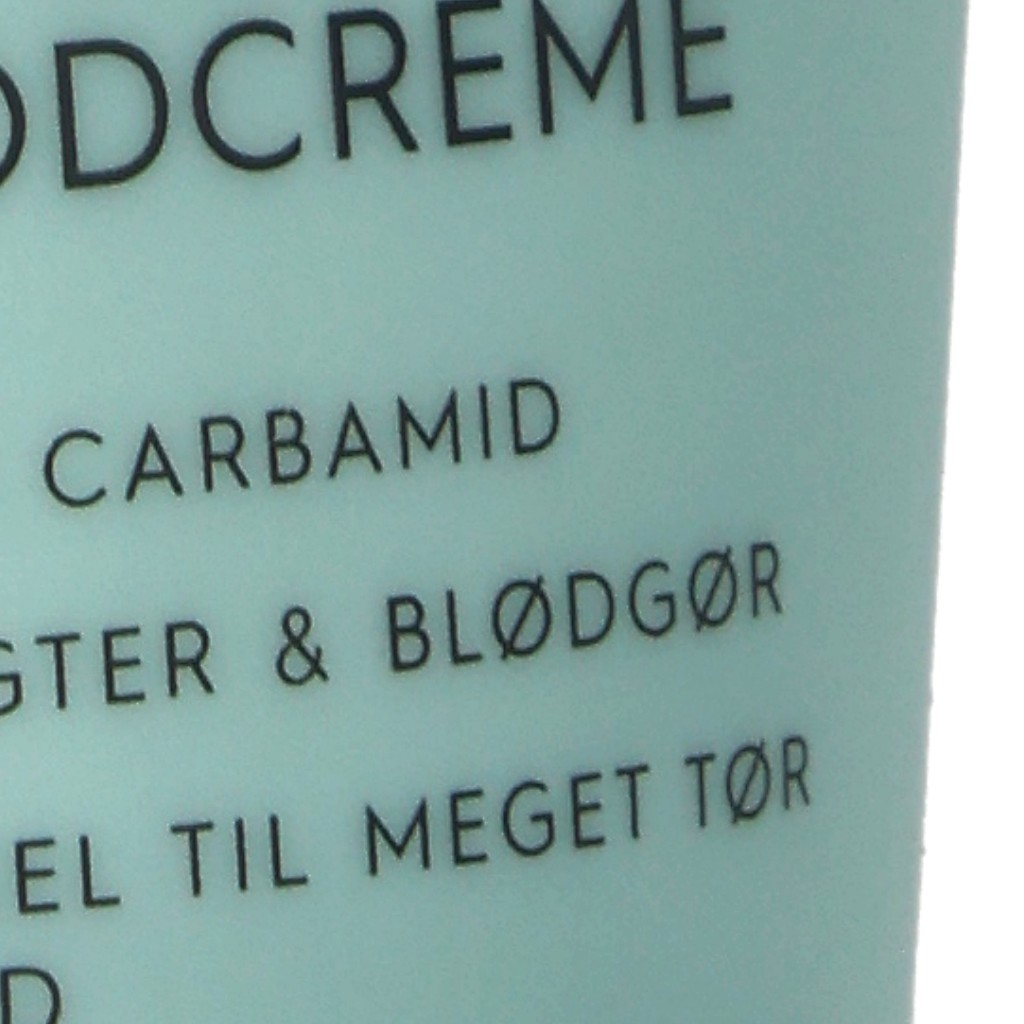 ODCREME
CARBAMID
GTER & BLØDGØR
EL TIL MEGET TØR
D